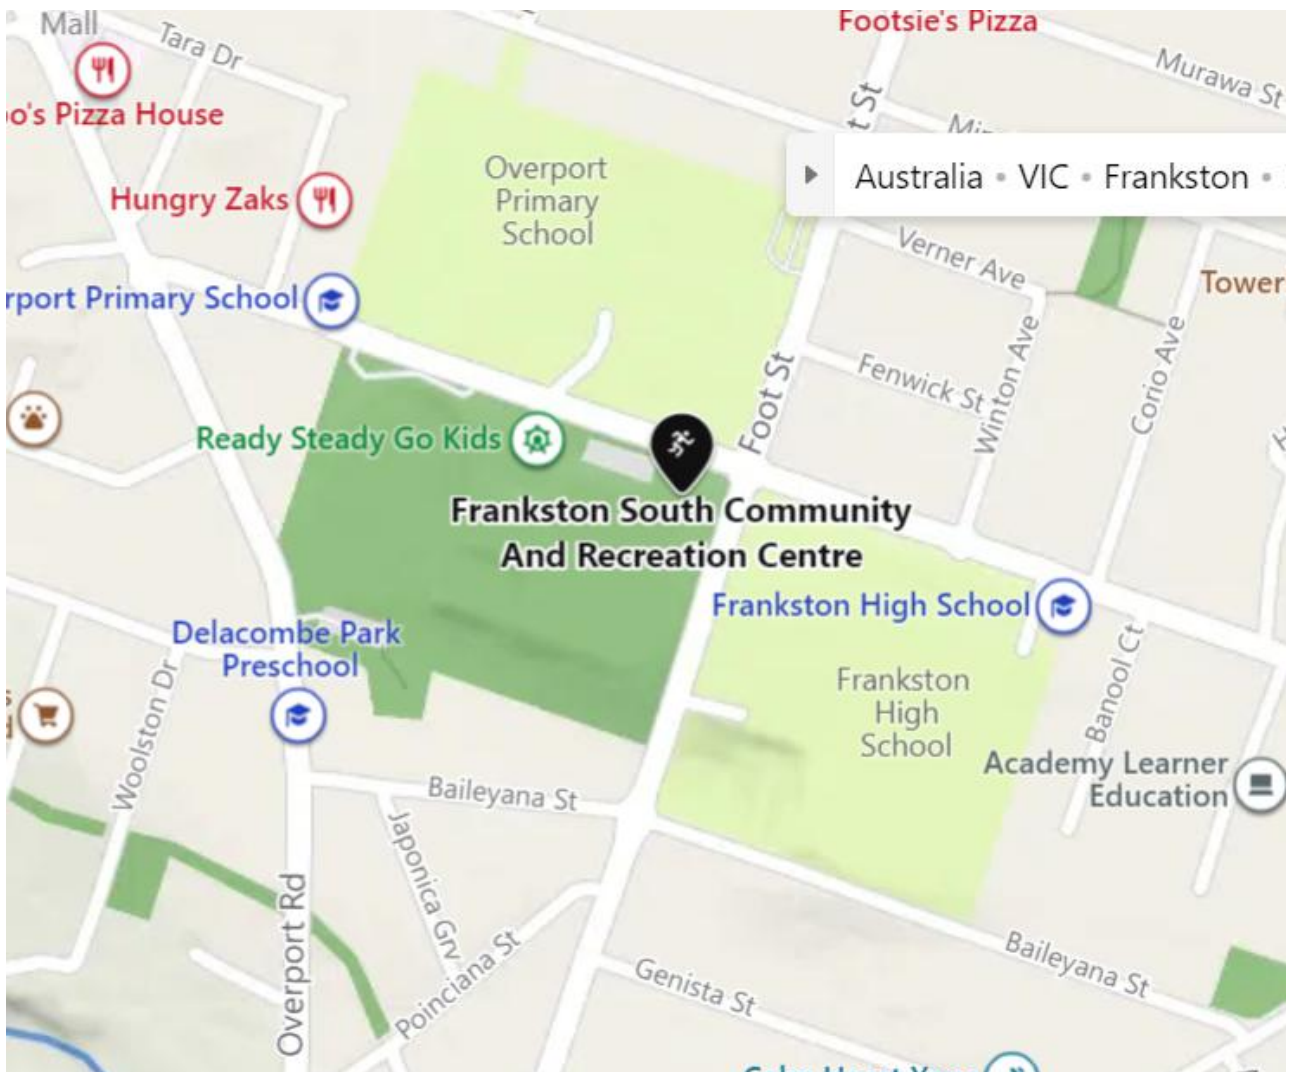 Mall
Tara Dr
Footsie's Pizza
Murawa St
oo's Pizza House
t St
Overport
Primary
School
Australia • VIC • Frankston •
Hungry Zaks
Verner Ave
rport Primary School
Tower
Fenwick St
Winton Ave
Corio Ave
Foot St
Ready Steady Go Kids
Frankston South Community
And Recreation Centre
Frankston High School
Delacombe Park
Preschool
Woolston Dr
Frankston
High
School
Banool Ct
Academy Learner
Education
Baileyana St
Japonica Grv
Overport Rd
Poinciana St
Genista St
Baileyana St